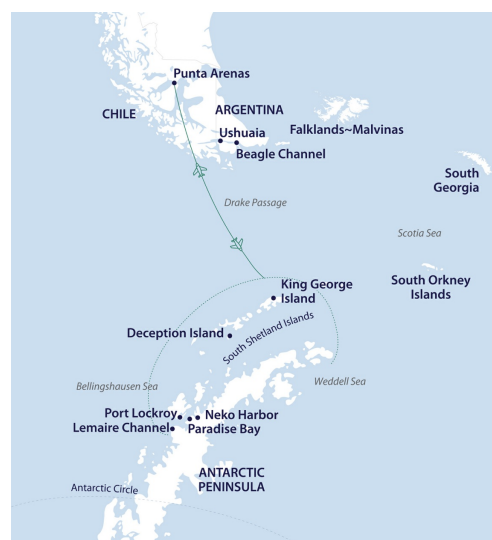 Punta Arenas
CHILE
ARGENTINA
Falklands~Malvinas
Ushuaia
Beagle Channel
South
Georgia
Drake Passage
Scotia Sea
King George
Island
South Orkney
Islands
Deception Island
South Shetland Islands
Bellingshausen Sea
Weddell Sea
Port Lockroy
Neko Harbor
Lemaire Channel
Paradise Bay
ANTARCTIC
PENINSULA
Antarctic Circle